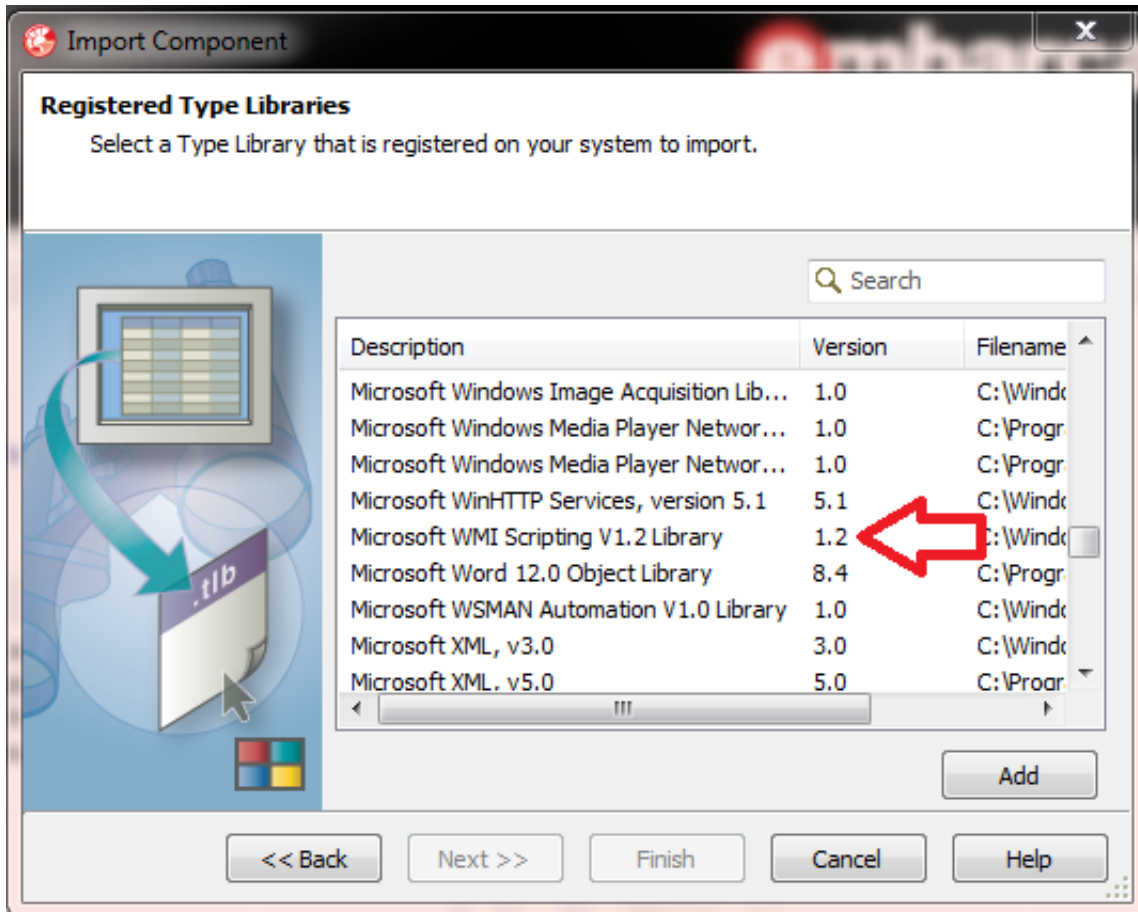 Import Component
x
Registered Type Libraries
Select a Type Library that is registered on your system to import.
Search
Description Version Filename
Microsoft Windows Image Acquisition Lib... 1.0 C:\Windo
Microsoft Windows Media Player Networ... 1.0 C:\Progr
Microsoft Windows Media Player Networ... 1.0 C:\Progr
Microsoft WinHTTP Services, version 5.1 5.1 C:\Windo
Microsoft WMI Scripting V1.2 Library 1.2 C:\Windo
Microsoft Word 12.0 Object Library 8.4 C:\Progr
Microsoft WSMAN Automation V1.0 Library 1.0 C:\Windo
Microsoft XML, v3.0 3.0 C:\Windo
Microsoft XML, v5.0 5.0 C:\Progr
.tlb
Add
<< Back Next >> Finish Cancel Help